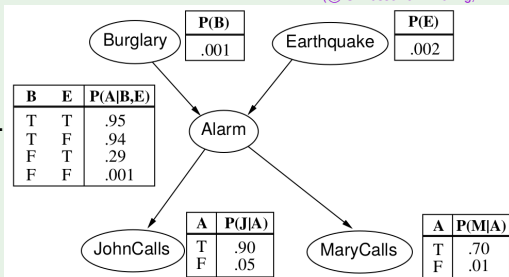 P(B)
.001
Burglary
Earthquake
P(E)
.002
B E P(A|B,E)
T T .95
T F .94
F T .29
F F .001
Alarm
A P(J|A)
T .90
F .05
JohnCalls
MaryCalls
A P(M|A)
T .70
F .01